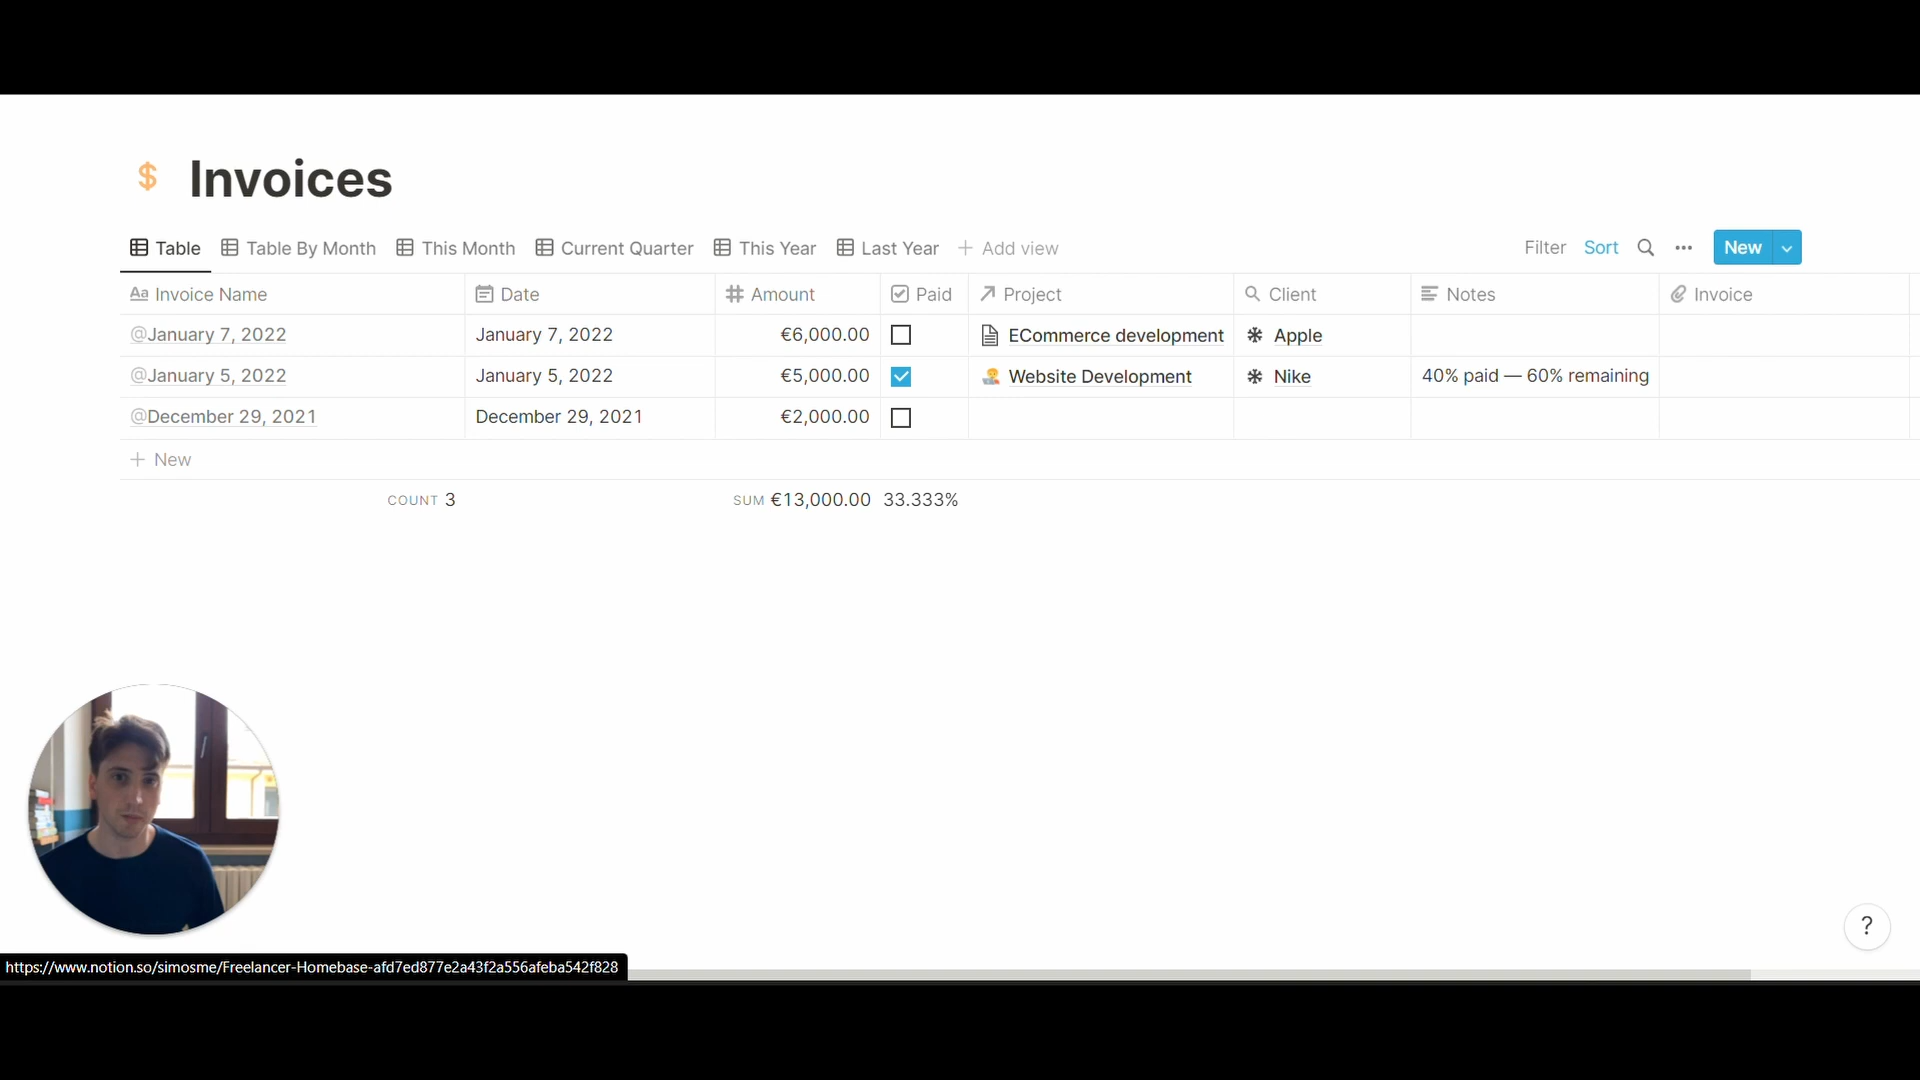 $ Invoices
Table Table By Month This Month Current Quarter This Year Last Year + Add view Filter Sort ••• New
Aa Invoice Name Date # Amount Paid Project Client Notes Invoice
@January 7, 2022 January 7, 2022 €6,000.00 ECommerce development Apple
@January 5, 2022 January 5, 2022 €5,000.00 Website Development Nike 40% paid — 60% remaining
@December 29, 2021 December 29, 2021 €2,000.00
+ New
COUNT 3 SUM €13,000.00 33.333%
?
https://www.notion.so/simosme/Freelancer-Homebase-afd7ed877e2a43f2a556afeba542f828